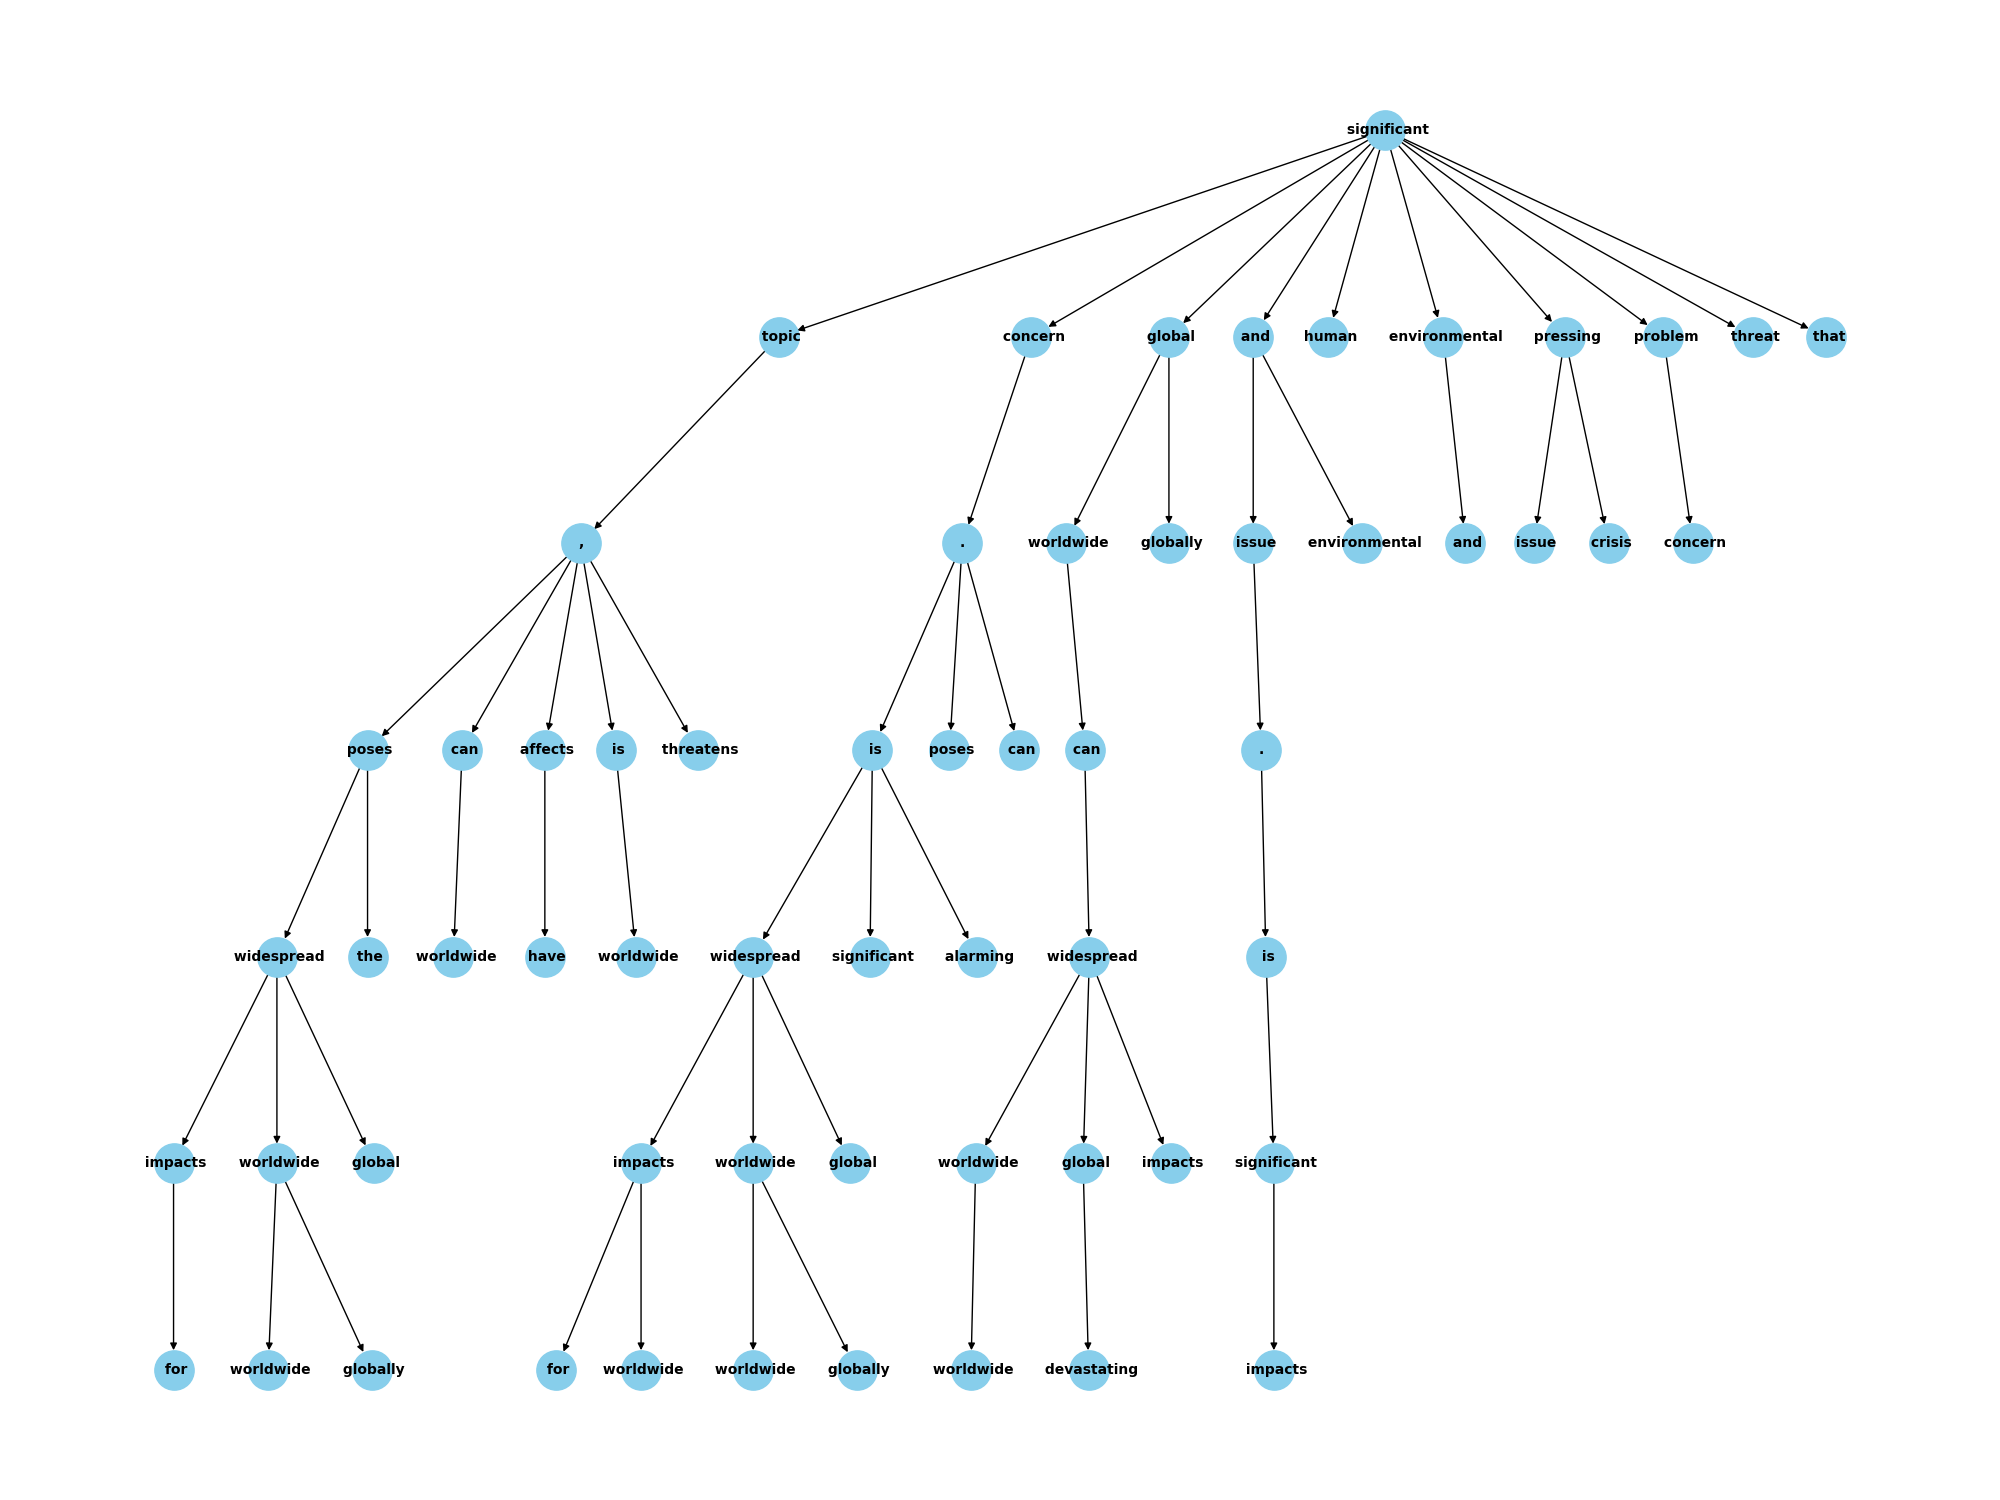 significant
topic concern global and human environmental pressing problem threat that
, . worldwide globally issue environmental and issue crisis concern
poses can affects is threatens is poses can can .
widespread the worldwide have worldwide widespread significant alarming widespread is
impacts worldwide global impacts worldwide global worldwide global impacts significant
for worldwide globally for worldwide worldwide globally worldwide devastating impacts